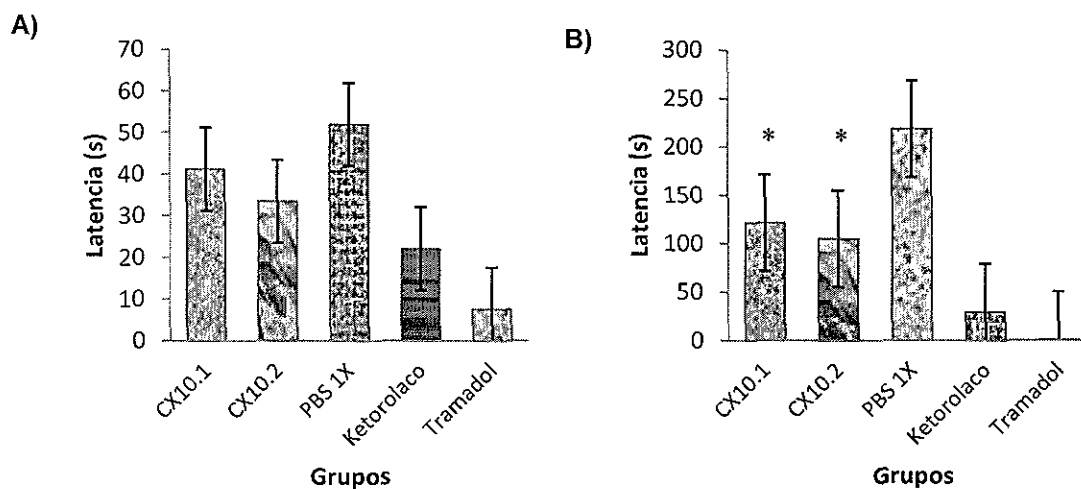 A)
Latencia (s)
70
60
50
40
30
20
10
0
CX10.1
CX10.2
PBS 1X
Ketorolaco
Tramadol
Grupos
B)
Latencia (s)
300
250
200
150
100
50
0
*
*
CX10.1
CX10.2
PBS 1X
Ketorolaco
Tramadol
Grupos